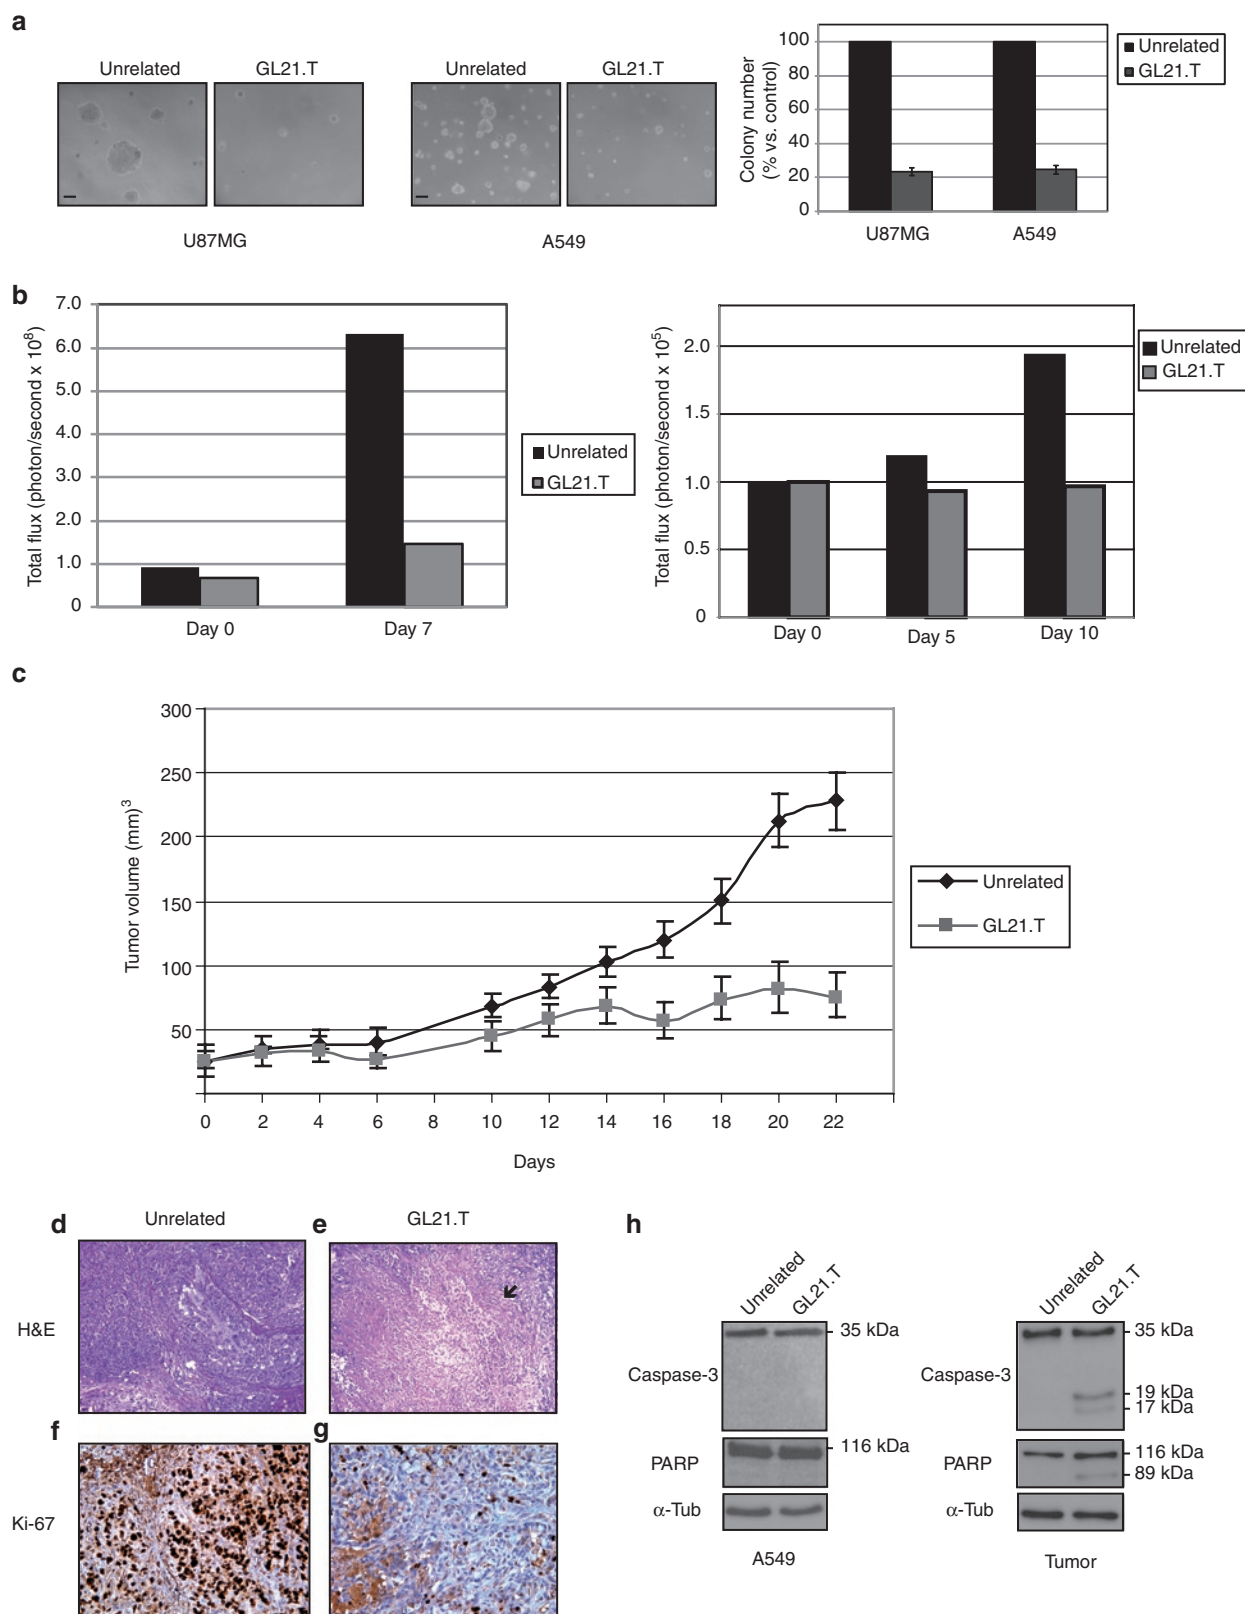 a
Unrelated GL21.T Unrelated GL21.T
U87MG A549
Colony number
(% vs. control)
100
80
60
40
20
0
U87MG A549
Unrelated
GL21.T
b
Total flux (photon/second x 10⁸)
7.0
6.0
5.0
4.0
3.0
2.0
1.0
0
Day 0 Day 7
Unrelated
GL21.T
Total flux (photon/second x 10⁵)
2.0
1.5
1.0
0.5
0
Day 0 Day 5 Day 10
Unrelated
GL21.T
c
Tumor volume (mm)³
300
250
200
150
100
50
0 2 4 6 8 10 12 14 16 18 20 22
Days
Unrelated
GL21.T
d Unrelated e GL21.T
H&E
f g
Ki-67
h
Unrelated GL21.T
Caspase-3
35 kDa
PARP
116 kDa
α-Tub
A549
Unrelated GL21.T
Caspase-3
35 kDa
19 kDa
17 kDa
PARP
116 kDa
89 kDa
α-Tub
Tumor